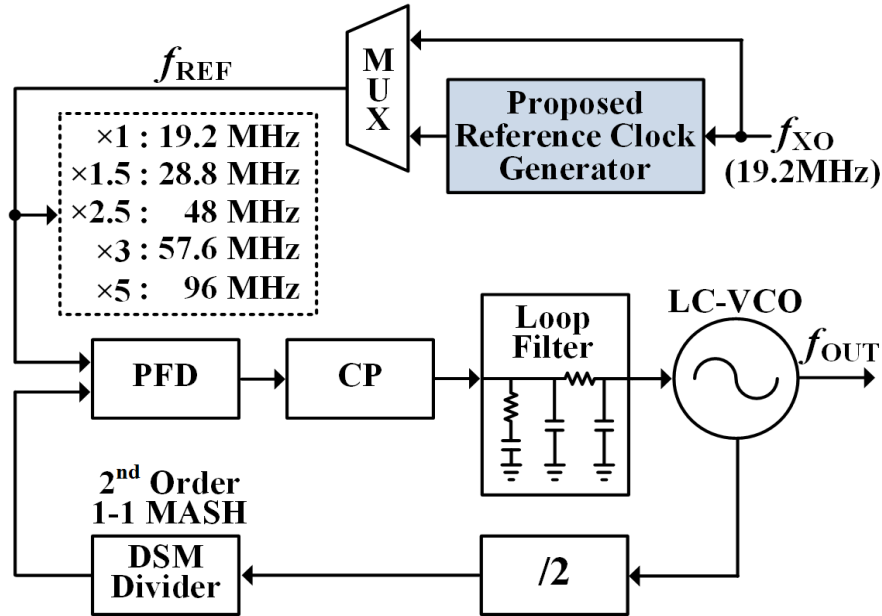 MUX
fREF
Proposed
Reference Clock
Generator
fXO
(19.2MHz)
×1 : 19.2 MHz
×1.5 : 28.8 MHz
×2.5 : 48 MHz
×3 : 57.6 MHz
×5 : 96 MHz
Loop
Filter
LC-VCO
fOUT
PFD
CP
2nd Order
1-1 MASH
DSM
Divider
/2